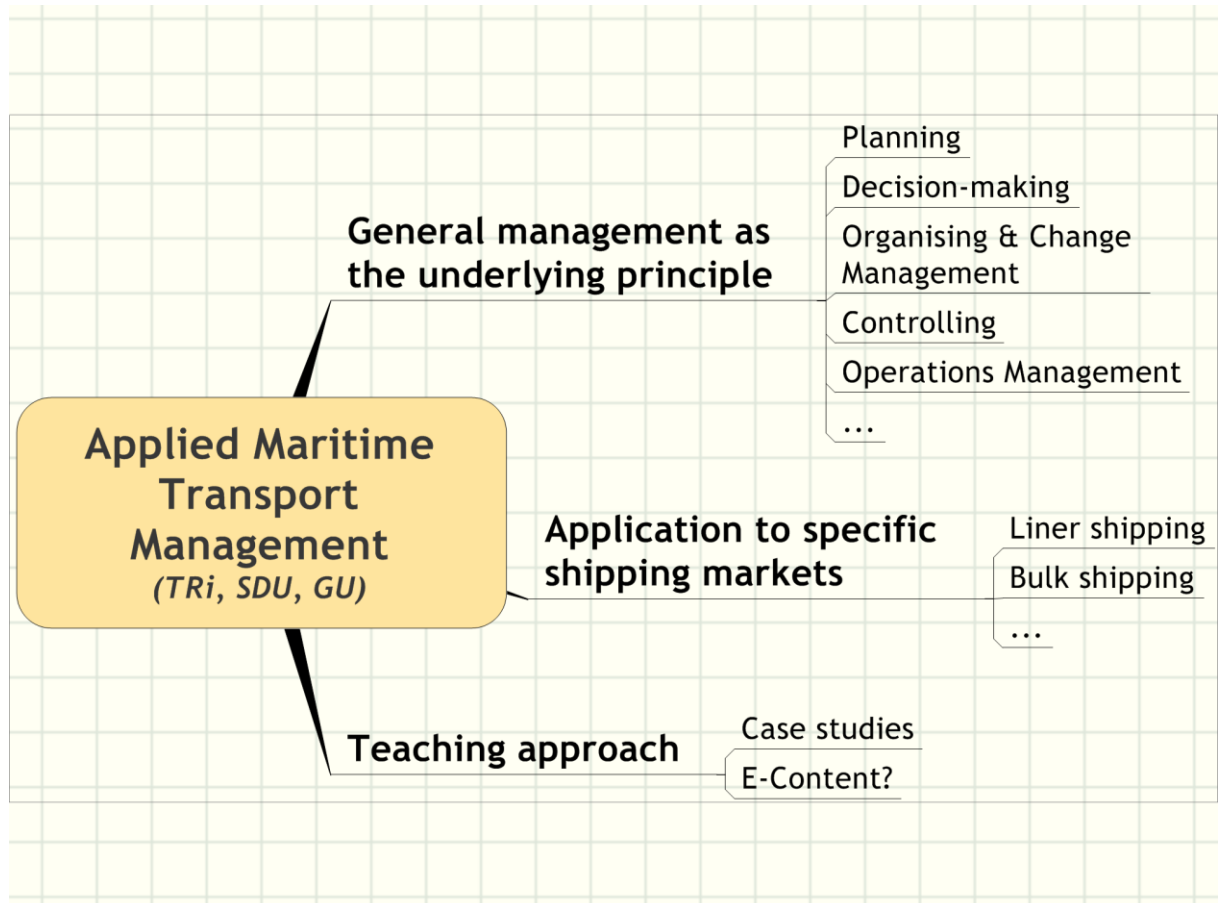 Applied Maritime
Transport
Management
(TRi, SDU, GU)
General management as
the underlying principle
Planning
Decision-making
Organising & Change
Management
Controlling
Operations Management
...
Application to specific
shipping markets
Liner shipping
Bulk shipping
...
Teaching approach
Case studies
E-Content?